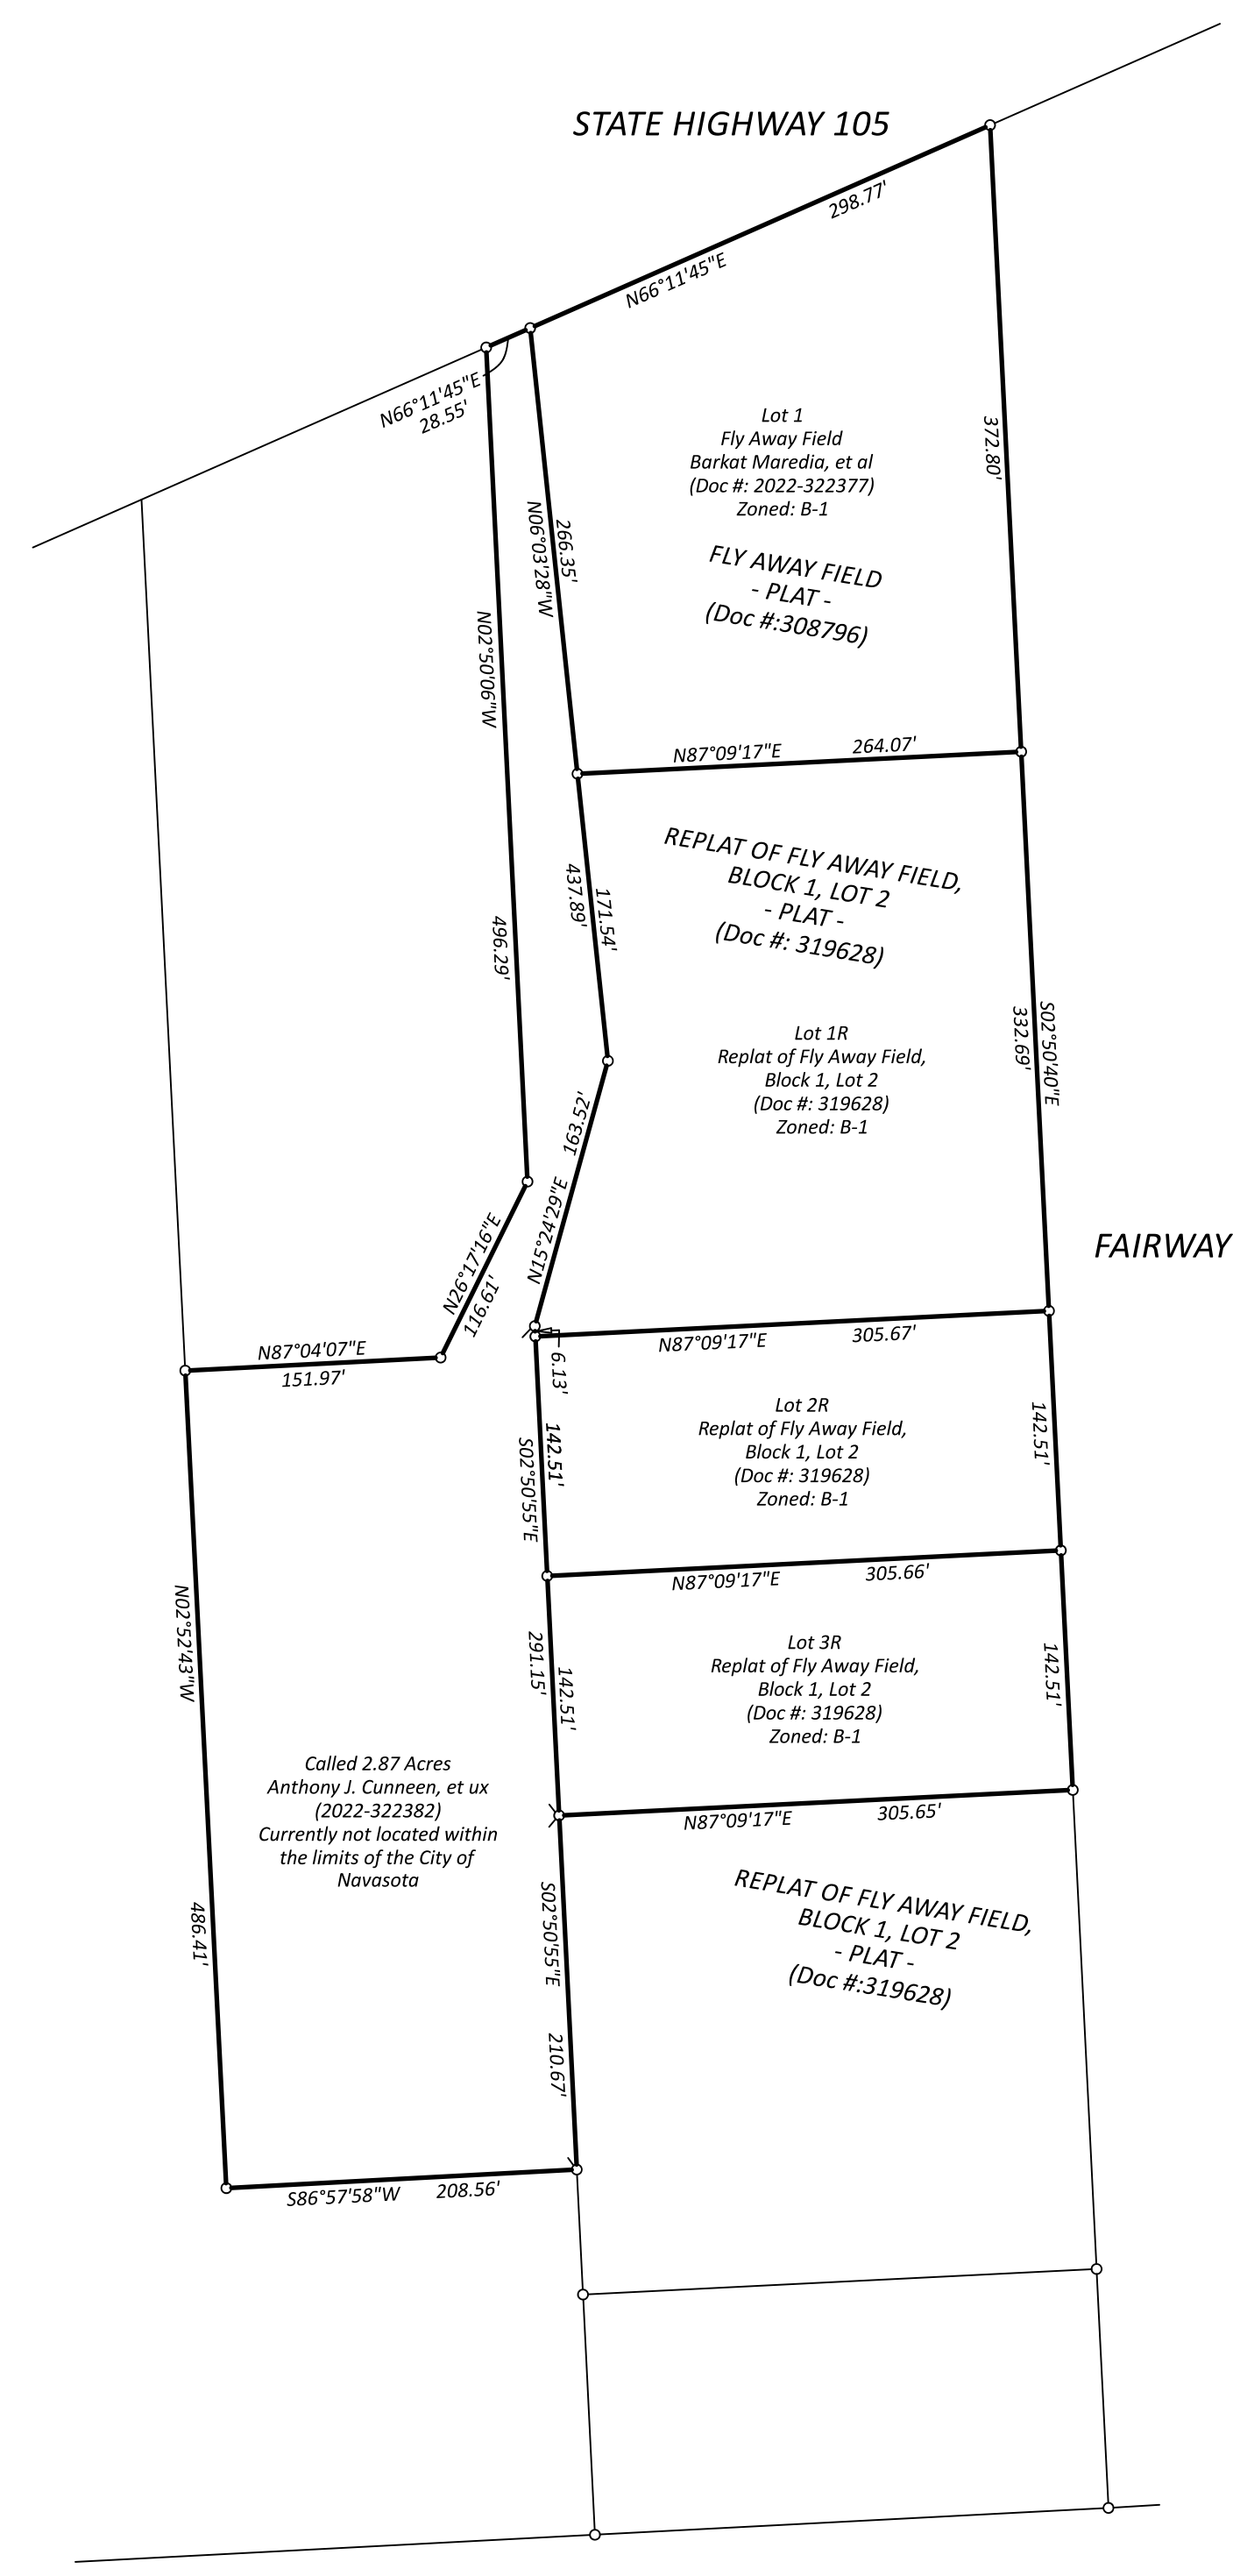 STATE HIGHWAY 105
298.77'
N66°11'45"E
N66°11'45"E
28.55'
372.80'
Lot 1
Fly Away Field
Barkat Maredia, et al
(Doc #: 2022-322377)
Zoned: B-1
266.35'
N06°03'28"W
FLY AWAY FIELD
- PLAT -
(Doc #:308796)
N02°50'06"W
N87°09'17"E
264.07'
REPLAT OF FLY AWAY FIELD,
BLOCK 1, LOT 2
- PLAT -
(Doc #: 319628)
437.89'
171.54'
496.29'
S02°50'40"E
332.69'
Lot 1R
Replat of Fly Away Field,
Block 1, Lot 2
(Doc #: 319628)
Zoned: B-1
163.52'
N15°24'29"E
FAIRWAY
N26°17'16"E
116.61'
N87°04'07"E
151.97'
N87°09'17"E
305.67'
6.13'
142.51'
S02°50'55"E
Lot 2R
Replat of Fly Away Field,
Block 1, Lot 2
(Doc #: 319628)
Zoned: B-1
142.51'
N87°09'17"E
305.66'
N02°52'43"W
291.15'
142.51'
Lot 3R
Replat of Fly Away Field,
Block 1, Lot 2
(Doc #: 319628)
Zoned: B-1
142.51'
Called 2.87 Acres
Anthony J. Cunneen, et ux
(2022-322382)
Currently not located within
the limits of the City of
Navasota
N87°09'17"E
305.65'
486.41'
S02°50'55"E
210.67'
REPLAT OF FLY AWAY FIELD,
BLOCK 1, LOT 2
- PLAT -
(Doc #:319628)
S86°57'58"W
208.56'